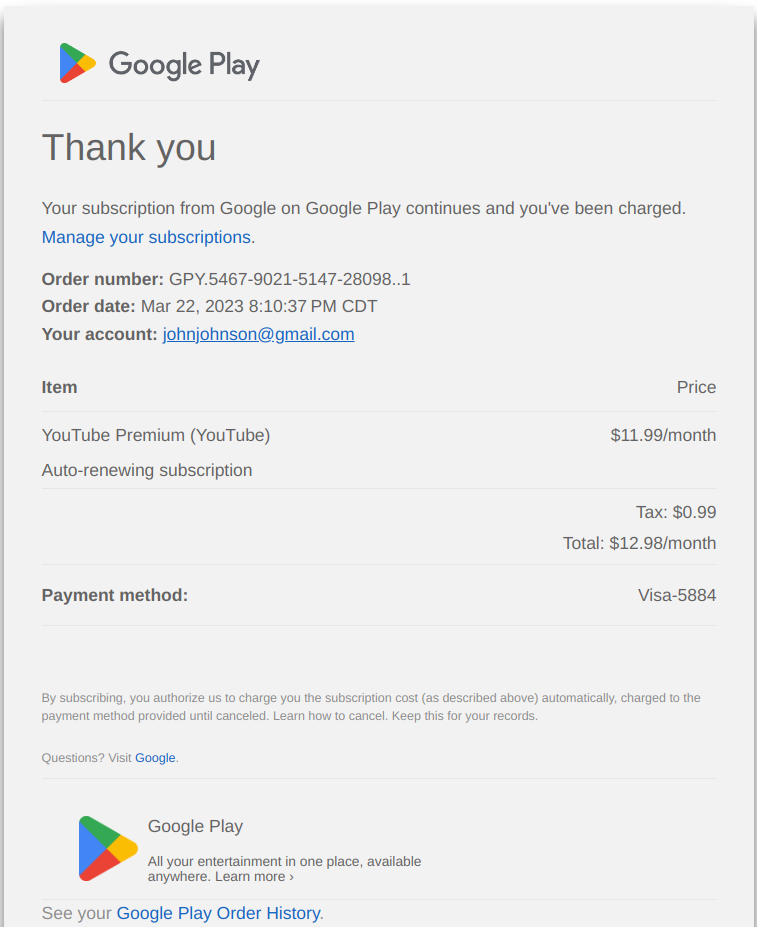 Google Play
Thank you
Your subscription from Google on Google Play continues and you've been charged.
Manage your subscriptions.
Order number: GPY.5467-9021-5147-28098..1
Order date: Mar 22, 2023 8:10:37 PM CDT
Your account: johnjohnson@gmail.com
Item Price
YouTube Premium (YouTube) $11.99/month
Auto-renewing subscription
Tax: $0.99
Total: $12.98/month
Payment method: Visa-5884
By subscribing, you authorize us to charge you the subscription cost (as described above) automatically, charged to the
payment method provided until canceled. Learn how to cancel. Keep this for your records.
Questions? Visit Google.
Google Play
All your entertainment in one place, available
anywhere. Learn more ›
See your Google Play Order History.